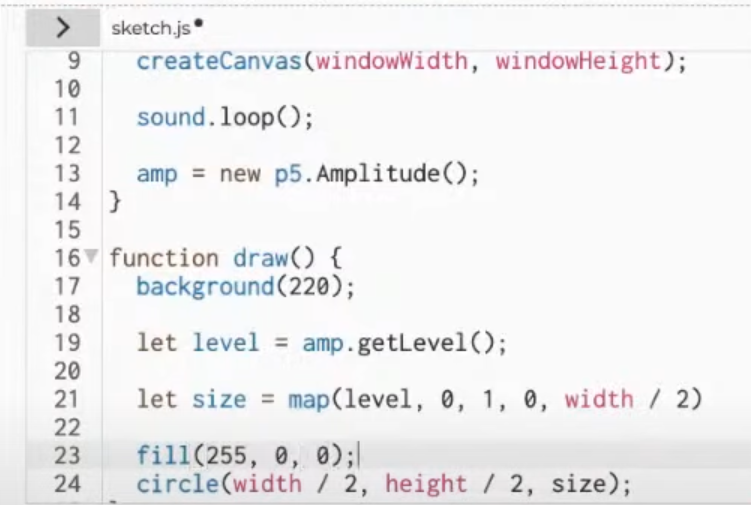 > sketch.js●
9 createCanvas(windowWidth, windowHeight);
10
11 sound.loop();
12
13 amp = new p5.Amplitude();
14 }
15
16 function draw() {
17 background(220);
18
19 let level = amp.getLevel();
20
21 let size = map(level, 0, 1, 0, width / 2)
22
23 fill(255, 0, 0);
24 circle(width / 2, height / 2, size);